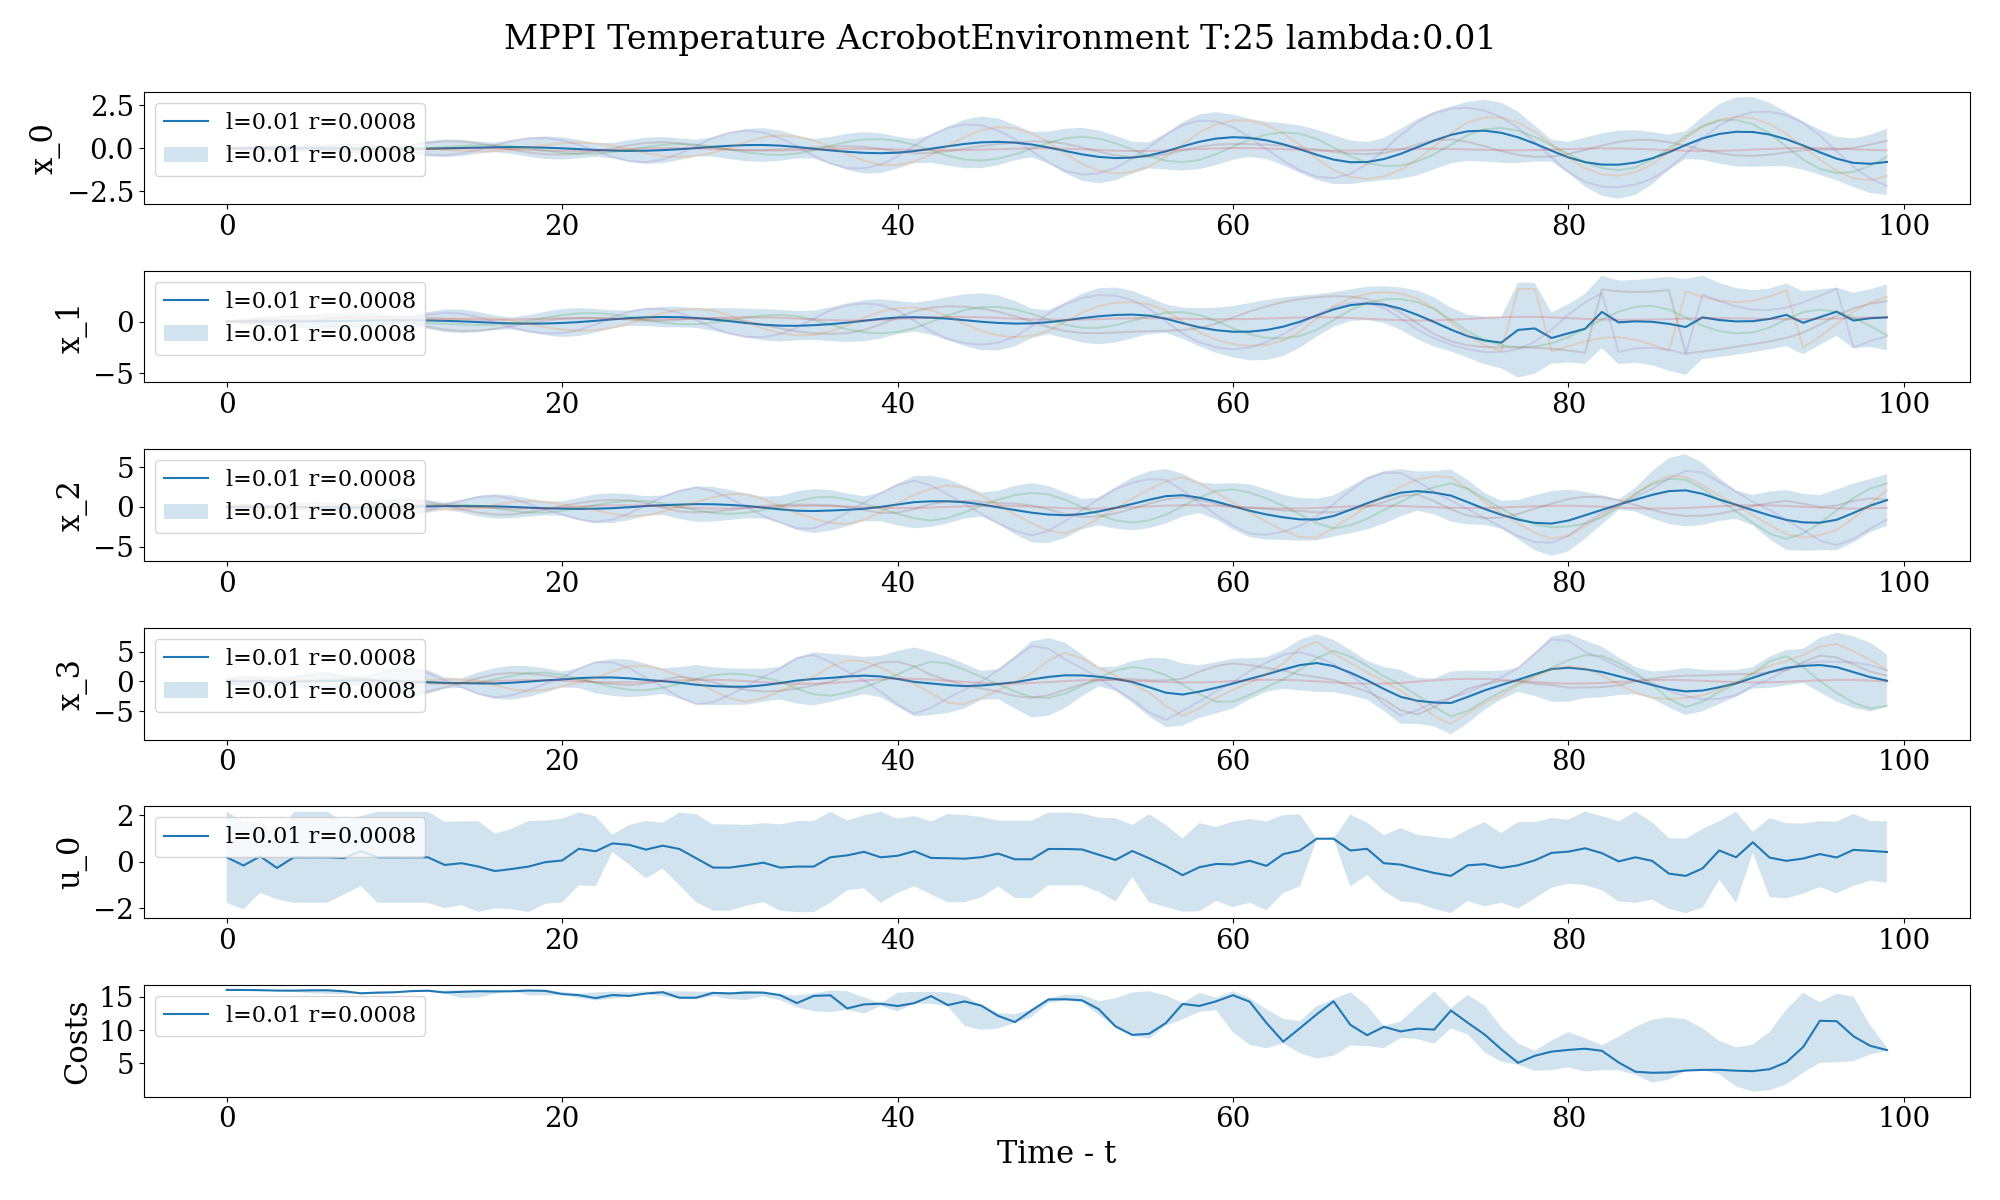 MPPI Temperature AcrobotEnvironment T:25 lambda:0.01
x_0
2.5
0.0
−2.5
l=0.01 r=0.0008
l=0.01 r=0.0008
0 20 40 60 80 100
x_1
0
−5
l=0.01 r=0.0008
l=0.01 r=0.0008
0 20 40 60 80 100
x_2
5
0
−5
l=0.01 r=0.0008
l=0.01 r=0.0008
0 20 40 60 80 100
x_3
5
0
−5
l=0.01 r=0.0008
l=0.01 r=0.0008
0 20 40 60 80 100
u_0
2
0
−2
l=0.01 r=0.0008
0 20 40 60 80 100
Costs
15
10
5
l=0.01 r=0.0008
0 20 40 60 80 100
Time - t